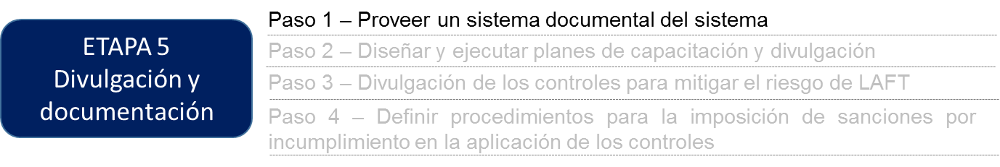 ETAPA 5
Divulgación y
documentación
Paso 1 – Proveer un sistema documental del sistema
Paso 2 – Diseñar y ejecutar planes de capacitación y divulgación
Paso 3 – Divulgación de los controles para mitigar el riesgo de LAFT
Paso 4 – Definir procedimientos para la imposición de sanciones por
incumplimiento en la aplicación de los controles